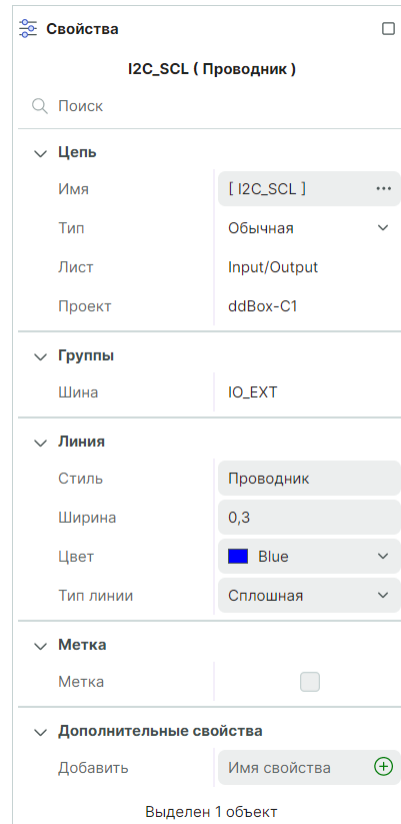 Свойства
I2C_SCL ( Проводник )
Поиск
Цепь
Имя [ I2C_SCL ] ...
Тип Обычная
Лист Input/Output
Проект ddBox-C1
Группы
Шина IO_EXT
Линия
Стиль Проводник
Ширина 0,3
Цвет Blue
Тип линии Сплошная
Метка
Метка
Дополнительные свойства
Добавить Имя свойства
Выделен 1 объект